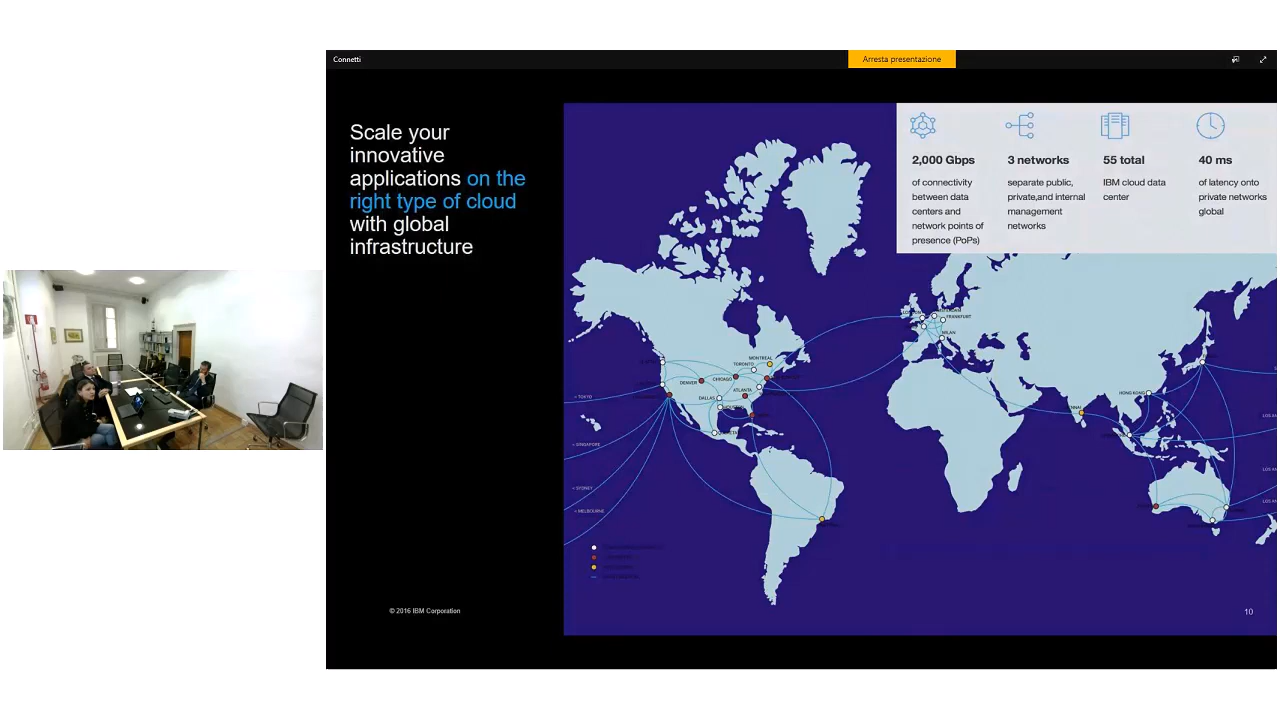 Connetti
Arresta presentazione
Scale your
innovative
applications on the
right type of cloud
with global
infrastructure
2,000 Gbps
of connectivity
between data
centers and
network points of
presence (PoPs)
3 networks
separate public,
private,and internal
management
networks
55 total
IBM cloud data
center
40 ms
of latency onto
private networks
global
FRANKFURT
MILAN
MONTREAL
TORONTO
CHICAGO
DENVER
ATLANTA
DALLAS
HONG KONG
< TOKYO
< SINGAPORE
< SYDNEY
< MELBOURNE
© 2016 IBM Corporation
10